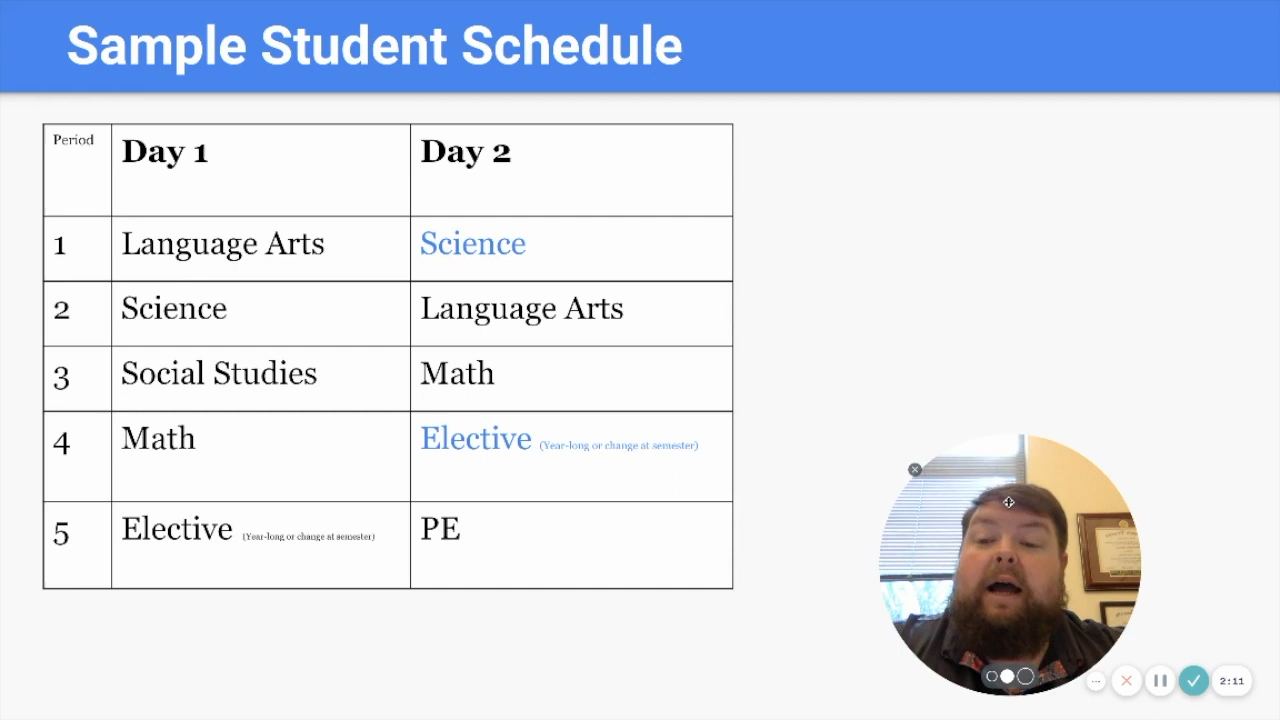 Sample Student Schedule
Period Day 1 Day 2
1 Language Arts Science
2 Science Language Arts
3 Social Studies Math
4 Math Elective (Year-long or change at semester)
5 Elective (Year-long or change at semester) PE
2:11